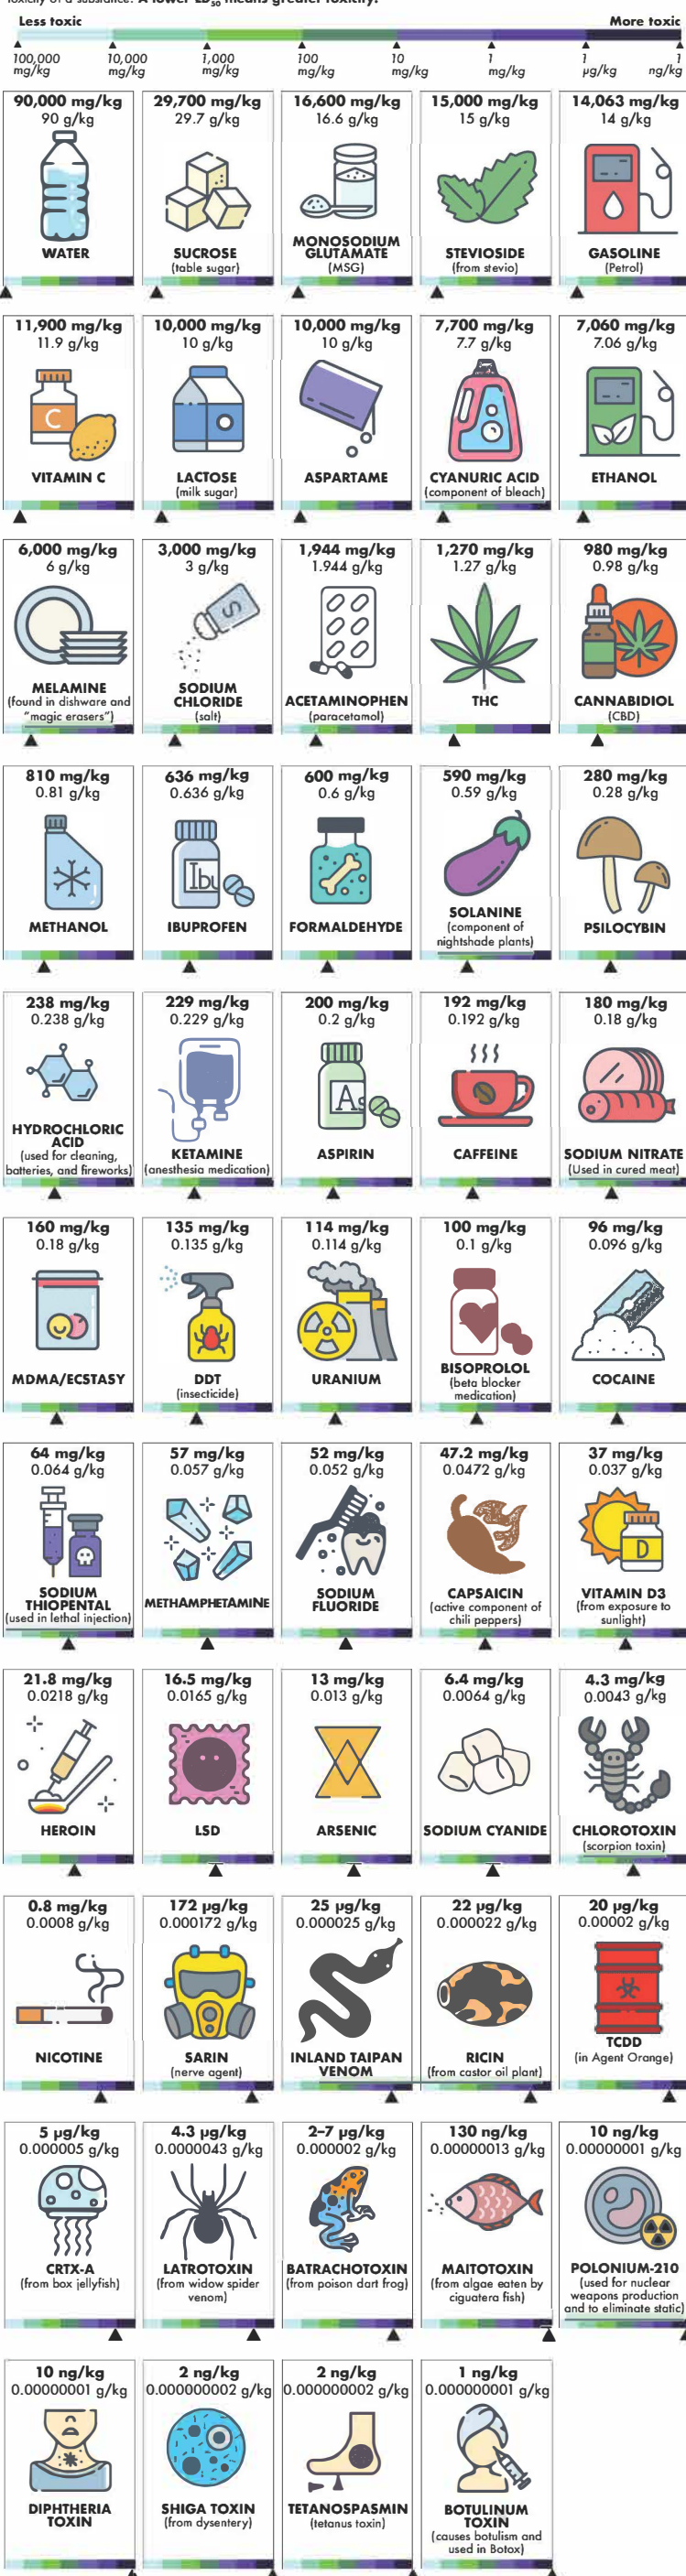 toxicity of a substance. A lower LD50 means greater toxicity.
Less toxic More toxic
100,000 mg/kg 10,000 mg/kg 1,000 mg/kg 100 mg/kg 10 mg/kg 1 mg/kg 1 µg/kg 1 ng/kg
90,000 mg/kg
90 g/kg
WATER
29,700 mg/kg
29.7 g/kg
SUCROSE
(table sugar)
16,600 mg/kg
16.6 g/kg
MONOSODIUM
GLUTAMATE
(MSG)
15,000 mg/kg
15 g/kg
STEVIOSIDE
(from stevio)
14,063 mg/kg
14 g/kg
GASOLINE
(Petrol)
11,900 mg/kg
11.9 g/kg
C
VITAMIN C
10,000 mg/kg
10 g/kg
LACTOSE
(milk sugar)
10,000 mg/kg
10 g/kg
ASPARTAME
7,700 mg/kg
7.7 g/kg
CYANURIC ACID
(component of bleach)
7,060 mg/kg
7.06 g/kg
ETHANOL
6,000 mg/kg
6 g/kg
MELAMINE
(found in dishware and
"magic erasers")
3,000 mg/kg
3 g/kg
S
SODIUM
CHLORIDE
(salt)
1,944 mg/kg
1.944 g/kg
ACETAMINOPHEN
(paracetamol)
1,270 mg/kg
1.27 g/kg
THC
980 mg/kg
0.98 g/kg
CANNABIDIOL
(CBD)
810 mg/kg
0.81 g/kg
METHANOL
636 mg/kg
0.636 g/kg
Ibu
IBUPROFEN
600 mg/kg
0.6 g/kg
FORMALDEHYDE
590 mg/kg
0.59 g/kg
SOLANINE
(component of
nightshade plants)
280 mg/kg
0.28 g/kg
PSILOCYBIN
238 mg/kg
0.238 g/kg
HYDROCHLORIC
ACID
(used for cleaning,
batteries, and fireworks)
229 mg/kg
0.229 g/kg
KETAMINE
(anesthesia medication)
200 mg/kg
0.2 g/kg
As
ASPIRIN
192 mg/kg
0.192 g/kg
CAFFEINE
180 mg/kg
0.18 g/kg
SODIUM NITRATE
(Used in cured meat)
160 mg/kg
0.18 g/kg
MDMA/ECSTASY
135 mg/kg
0.135 g/kg
DDT
(insecticide)
114 mg/kg
0.114 g/kg
URANIUM
100 mg/kg
0.1 g/kg
BISOPROLOL
(beta blocker
medication)
96 mg/kg
0.096 g/kg
COCAINE
64 mg/kg
0.064 g/kg
SODIUM
THIOPENTAL
(used in lethal injection)
57 mg/kg
0.057 g/kg
METHAMPHETAMINE
52 mg/kg
0.052 g/kg
SODIUM
FLUORIDE
47.2 mg/kg
0.0472 g/kg
CAPSAICIN
(active component of
chili peppers)
37 mg/kg
0.037 g/kg
D
VITAMIN D3
(from exposure to
sunlight)
21.8 mg/kg
0.0218 g/kg
HEROIN
16.5 mg/kg
0.0165 g/kg
LSD
13 mg/kg
0.013 g/kg
ARSENIC
6.4 mg/kg
0.0064 g/kg
SODIUM CYANIDE
4.3 mg/kg
0.0043 g/kg
CHLOROTOXIN
(scorpion toxin)
0.8 mg/kg
0.0008 g/kg
NICOTINE
172 µg/kg
0.000172 g/kg
SARIN
(nerve agent)
25 µg/kg
0.000025 g/kg
INLAND TAIPAN
VENOM
22 µg/kg
0.000022 g/kg
RICIN
(from castor oil plant)
20 µg/kg
0.00002 g/kg
TCDD
(in Agent Orange)
5 µg/kg
0.000005 g/kg
CRTX-A
(from box jellyfish)
4.3 µg/kg
0.0000043 g/kg
LATROTOXIN
(from widow spider
venom)
2–7 µg/kg
0.000002 g/kg
BATRACHOTOXIN
(from poison dart frog)
130 ng/kg
0.00000013 g/kg
MAITOTOXIN
(from algae eaten by
ciguatera fish)
10 ng/kg
0.00000001 g/kg
POLONIUM-210
(used for nuclear
weapons production
and to eliminate static)
10 ng/kg
0.00000001 g/kg
DIPHTHERIA
TOXIN
2 ng/kg
0.000000002 g/kg
SHIGA TOXIN
(from dysentery)
2 ng/kg
0.000000002 g/kg
TETANOSPASMIN
(tetanus toxin)
1 ng/kg
0.000000001 g/kg
BOTULINUM
TOXIN
(causes botulism and
used in Botox)